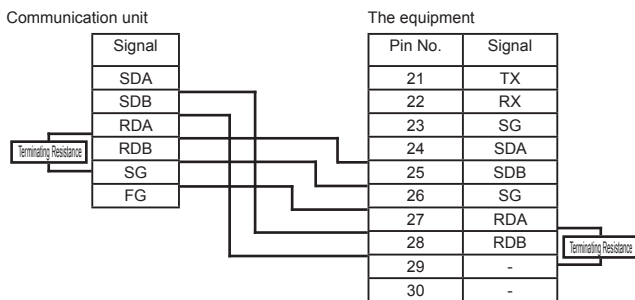 Communication unit
The equipment
Signal
SDA
SDB
RDA
RDB
SG
FG
Terminating Resistance
Pin No. Signal
21 TX
22 RX
23 SG
24 SDA
25 SDB
26 SG
27 RDA
28 RDB
29 -
30 -
Terminating Resistance